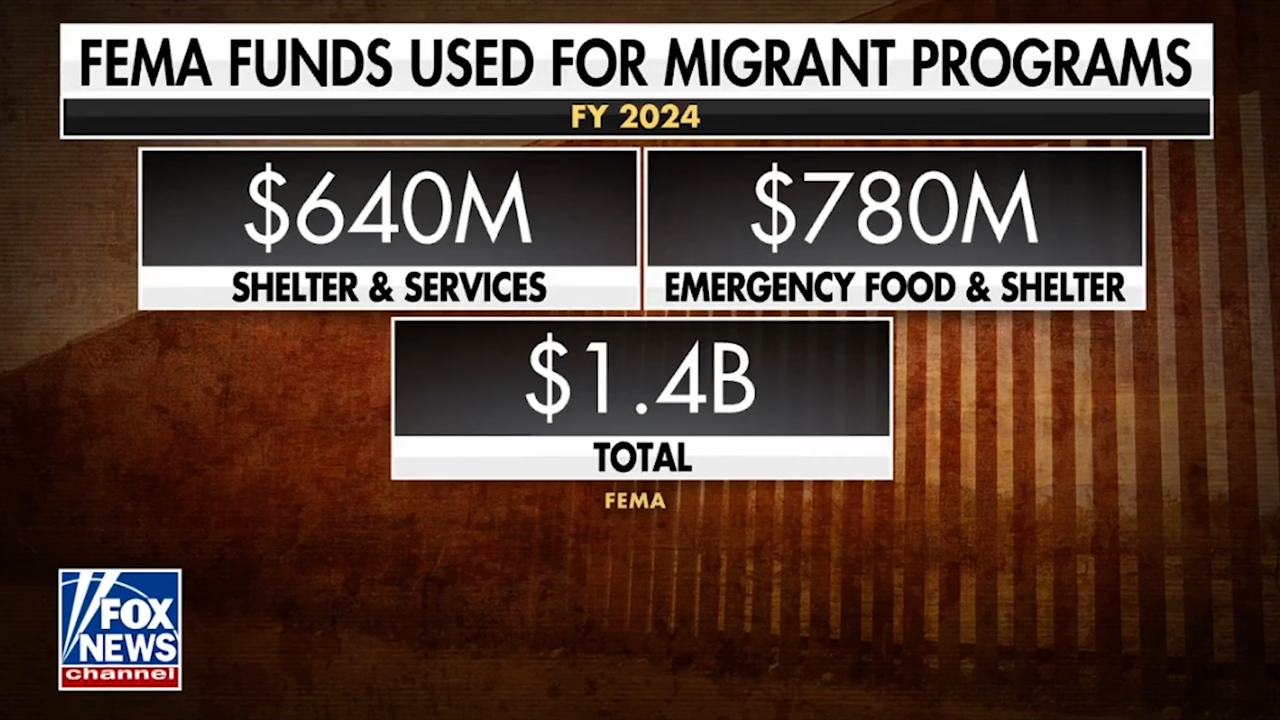 FEMA FUNDS USED FOR MIGRANT PROGRAMS
FY 2024
$640M
SHELTER & SERVICES
$780M
EMERGENCY FOOD & SHELTER
$1.4B
TOTAL
FEMA
FOX
NEWS
channel